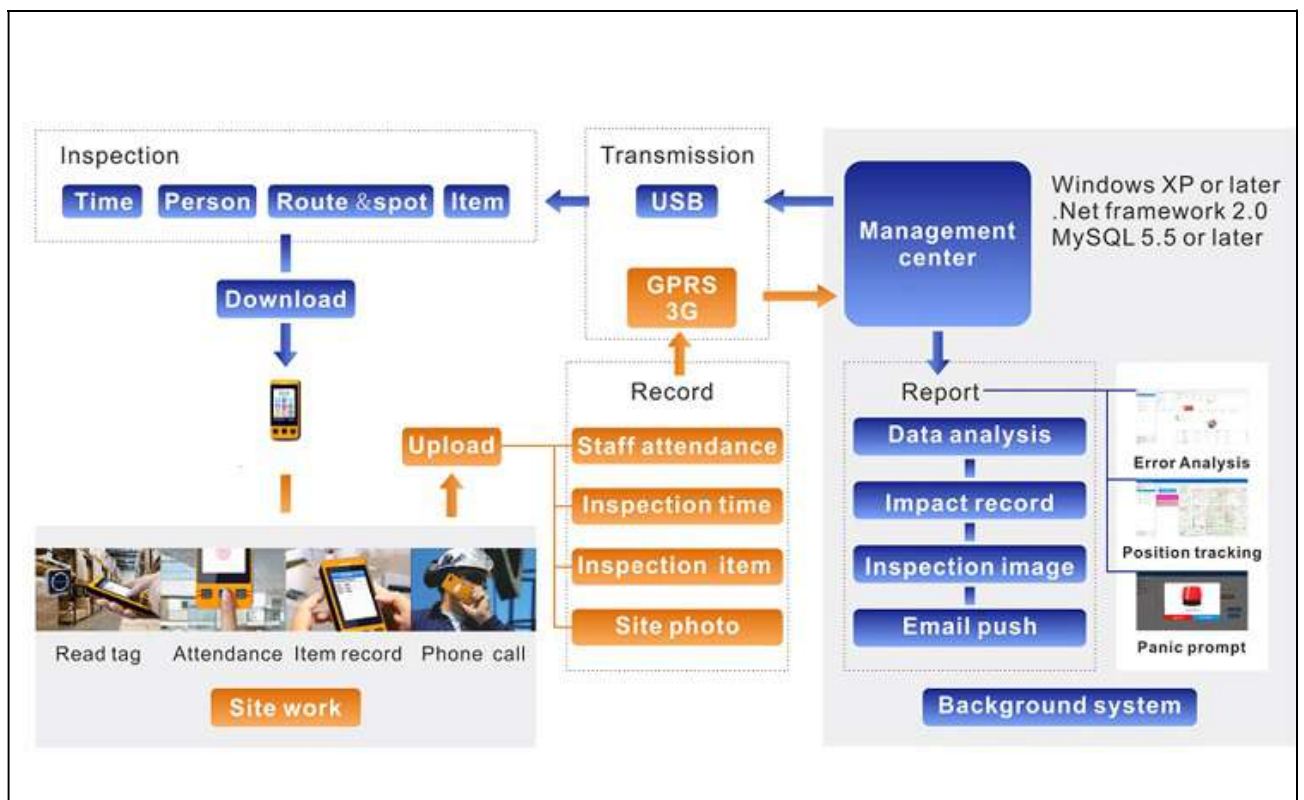 Inspection
Time
Person
Route &spot
Item
Download
Transmission
USB
GPRS
3G
Management
center
Windows XP or later
.Net framework 2.0
MySQL 5.5 or later
Upload
Record
Staff attendance
Inspection time
Inspection item
Site photo
Read tag
Attendance
Item record
Phone call
Site work
Report
Data analysis
Impact record
Inspection image
Email push
Error Analysis
Position tracking
Panic prompt
Background system